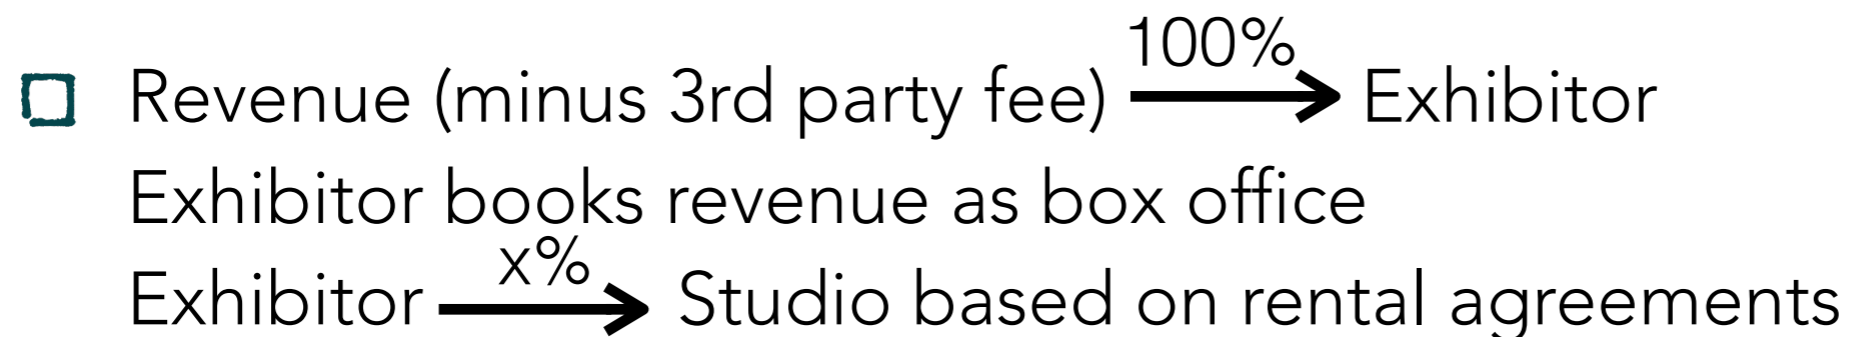 100%
Revenue (minus 3rd party fee) Exhibitor
Exhibitor books revenue as box office
x%
Exhibitor Studio based on rental agreements